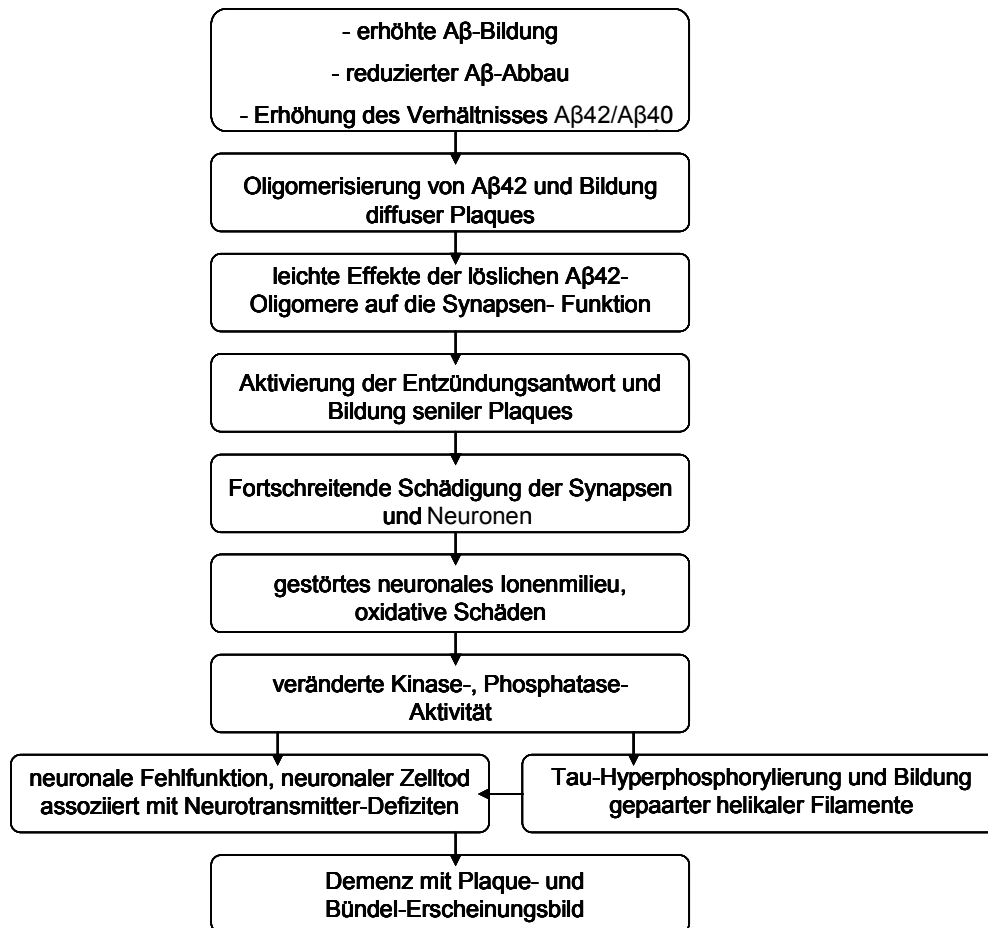 - erhöhte Aβ-Bildung
- reduzierter Aβ-Abbau
- Erhöhung des Verhältnisses Aβ42/Aβ40
Oligomerisierung von Aβ42 und Bildung
diffuser Plaques
leichte Effekte der löslichen Aβ42-
Oligomere auf die Synapsen- Funktion
Aktivierung der Entzündungsantwort und
Bildung seniler Plaques
Fortschreitende Schädigung der Synapsen
und Neuronen
gestörtes neuronales Ionenmilieu,
oxidative Schäden
veränderte Kinase-, Phosphatase-
Aktivität
neuronale Fehlfunktion, neuronaler Zelltod
assoziiert mit Neurotransmitter-Defiziten
Tau-Hyperphosphorylierung und Bildung
gepaarter helikaler Filamente
Demenz mit Plaque- und
Bündel-Erscheinungsbild